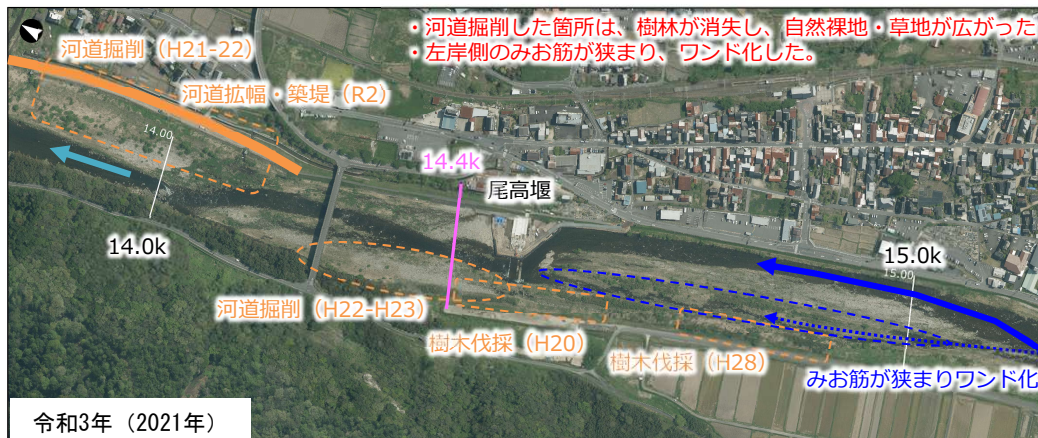 ・河道掘削した箇所は、樹林が消失し、自然裸地・草地が広がった
・左岸側のみお筋が狭まり、ワンド化した。
河道掘削（H21-22）
河道拡幅・築堤（R2）
14.00
14.4k
尾高堰
14.0k
15.0k
15.00
河道掘削（H22-H23）
樹木伐採（H20）
樹木伐採（H28）
みお筋が狭まりワンド化
令和3年（2021年）